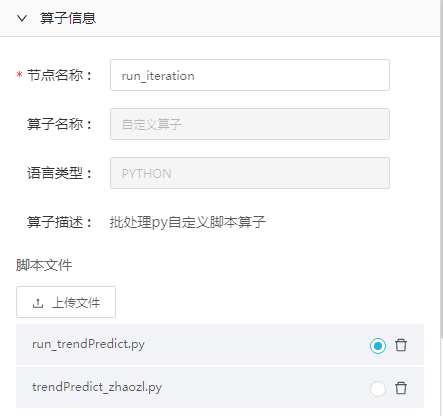 算子信息
* 节点名称： run_iteration
算子名称： 自定义算子
语言类型： PYTHON
算子描述： 批处理py自定义脚本算子
脚本文件
上传文件
run_trendPredict.py
trendPredict_zhaozl.py